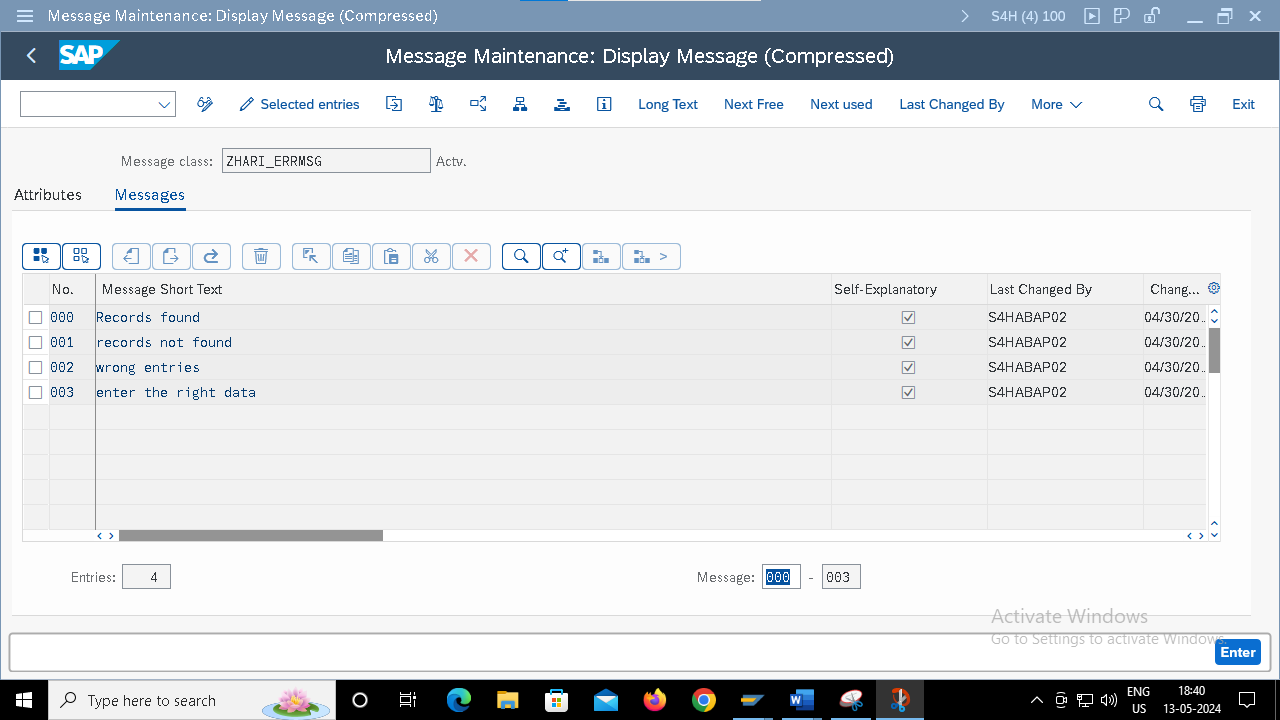 Message Maintenance: Display Message (Compressed)
S4H (4) 100
SAP
Message Maintenance: Display Message (Compressed)
Selected entries
Long Text
Next Free
Next used
Last Changed By
More
Exit
Message class: ZHARI_ERRMSG Actv.
Attributes Messages
No. Message Short Text Self-Explanatory Last Changed By Chang...
000 Records found S4HABAP02 04/30/20..
001 records not found S4HABAP02 04/30/20..
002 wrong entries S4HABAP02 04/30/20..
003 enter the right data S4HABAP02 04/30/20..
Entries: 4 Message: 000 - 003
Activate Windows
Go to Settings to activate Windows.
Enter
Type here to search
ENG
US
18:40
13-05-2024